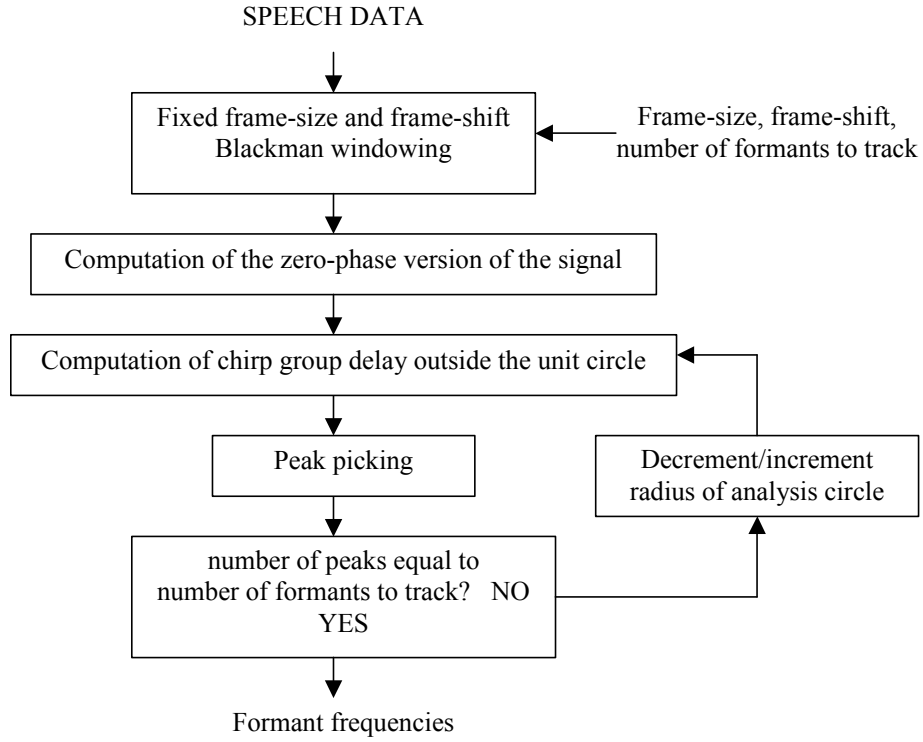 SPEECH DATA
Fixed frame-size and frame-shift
Blackman windowing
Frame-size, frame-shift,
number of formants to track
Computation of the zero-phase version of the signal
Computation of chirp group delay outside the unit circle
Peak picking
Decrement/increment
radius of analysis circle
number of peaks equal to
number of formants to track? NO
YES
Formant frequencies